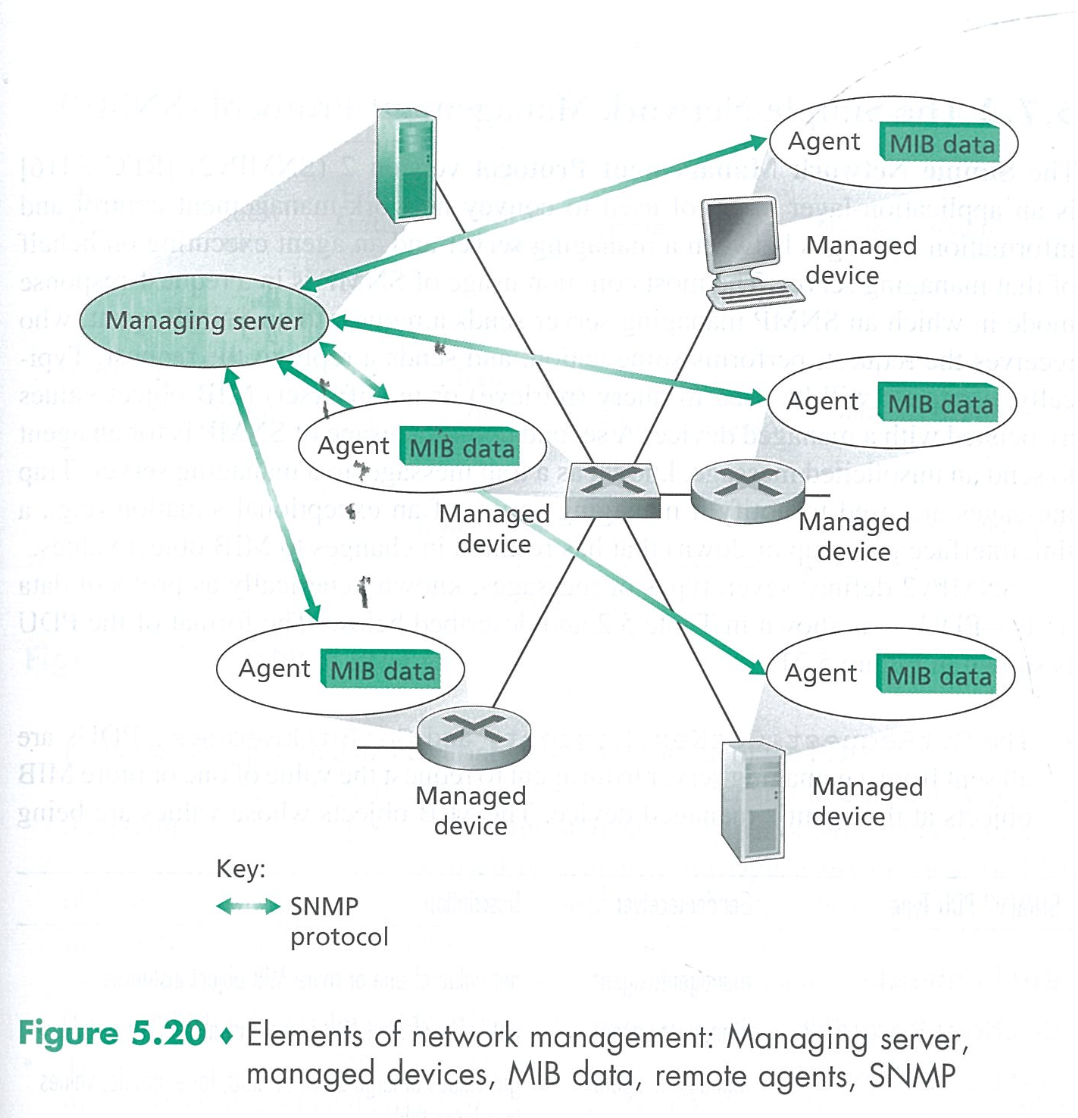 Agent MIB data
Managed
device
Managing server
Agent MIB data
Agent MIB data
Managed
device
Managed
device
Agent MIB data
Agent MIB data
Managed
device
Managed
device
Key:
SNMP
protocol
Figure 5.20 ♦ Elements of network management: Managing server,
managed devices, MIB data, remote agents, SNMP